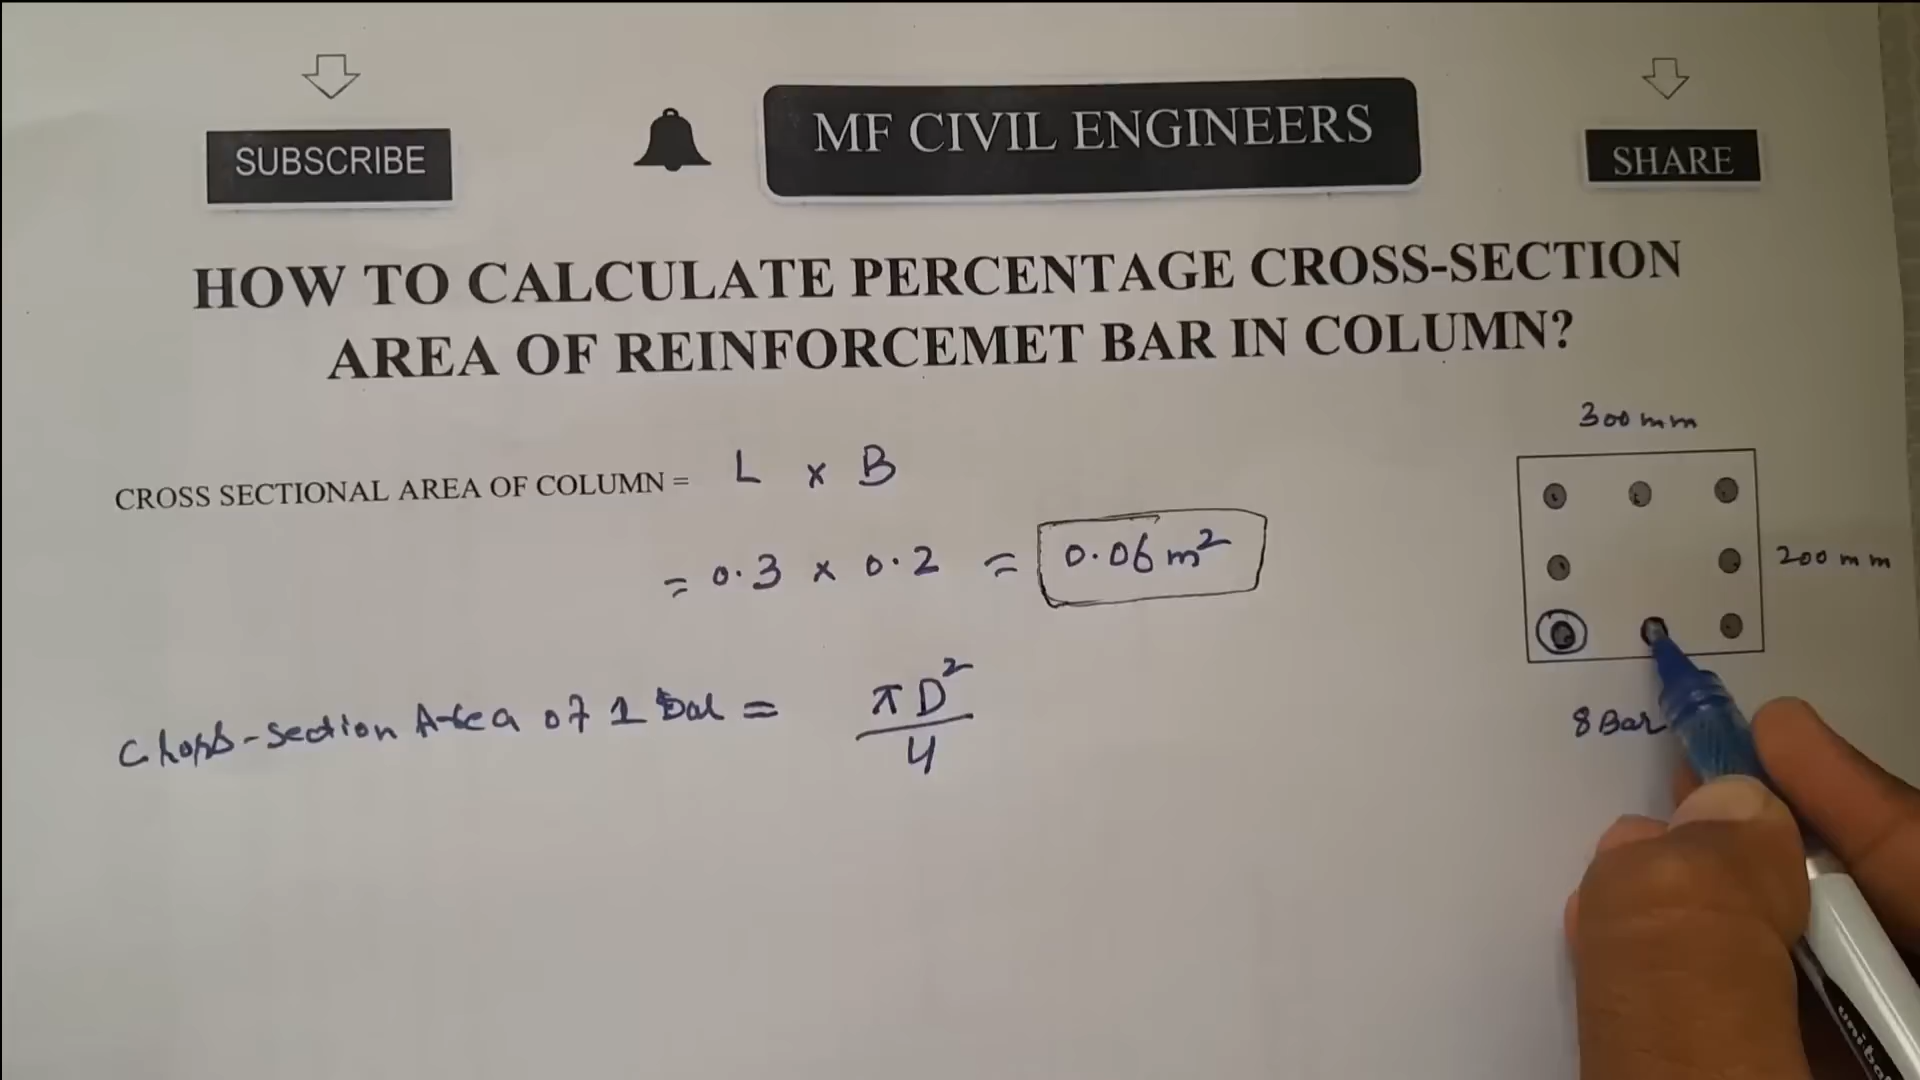 SUBSCRIBE
MF CIVIL ENGINEERS
SHARE
HOW TO CALCULATE PERCENTAGE CROSS-SECTION
AREA OF REINFORCEMET BAR IN COLUMN?
300mm
CROSS SECTIONAL AREA OF COLUMN = L × B
= 0.3 × 0.2 = 0.06 m²
200 mm
Cross-section Area of 1 Bar = πD²/4
8 Bar